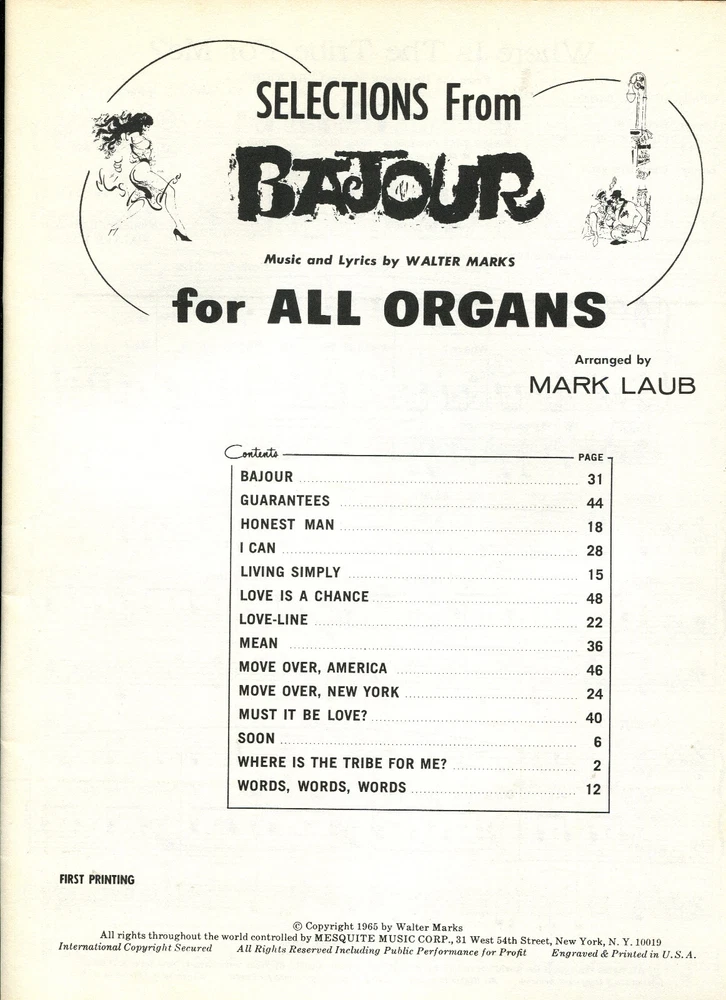 SELECTIONS From
BAJOUR
Music and Lyrics by WALTER MARKS
for ALL ORGANS
Arranged by
MARK LAUB
Contents PAGE
BAJOUR 31
GUARANTEES 44
HONEST MAN 18
I CAN 28
LIVING SIMPLY 15
LOVE IS A CHANCE 48
LOVE-LINE 22
MEAN 36
MOVE OVER, AMERICA 46
MOVE OVER, NEW YORK 24
MUST IT BE LOVE? 40
SOON 6
WHERE IS THE TRIBE FOR ME? 2
WORDS, WORDS, WORDS 12
FIRST PRINTING
© Copyright 1965 by Walter Marks
All rights throughout the world controlled by MESQUITE MUSIC CORP., 31 West 54th Street, New York, N. Y. 10019
International Copyright Secured All Rights Reserved Including Public Performance for Profit Engraved & Printed in U.S.A.